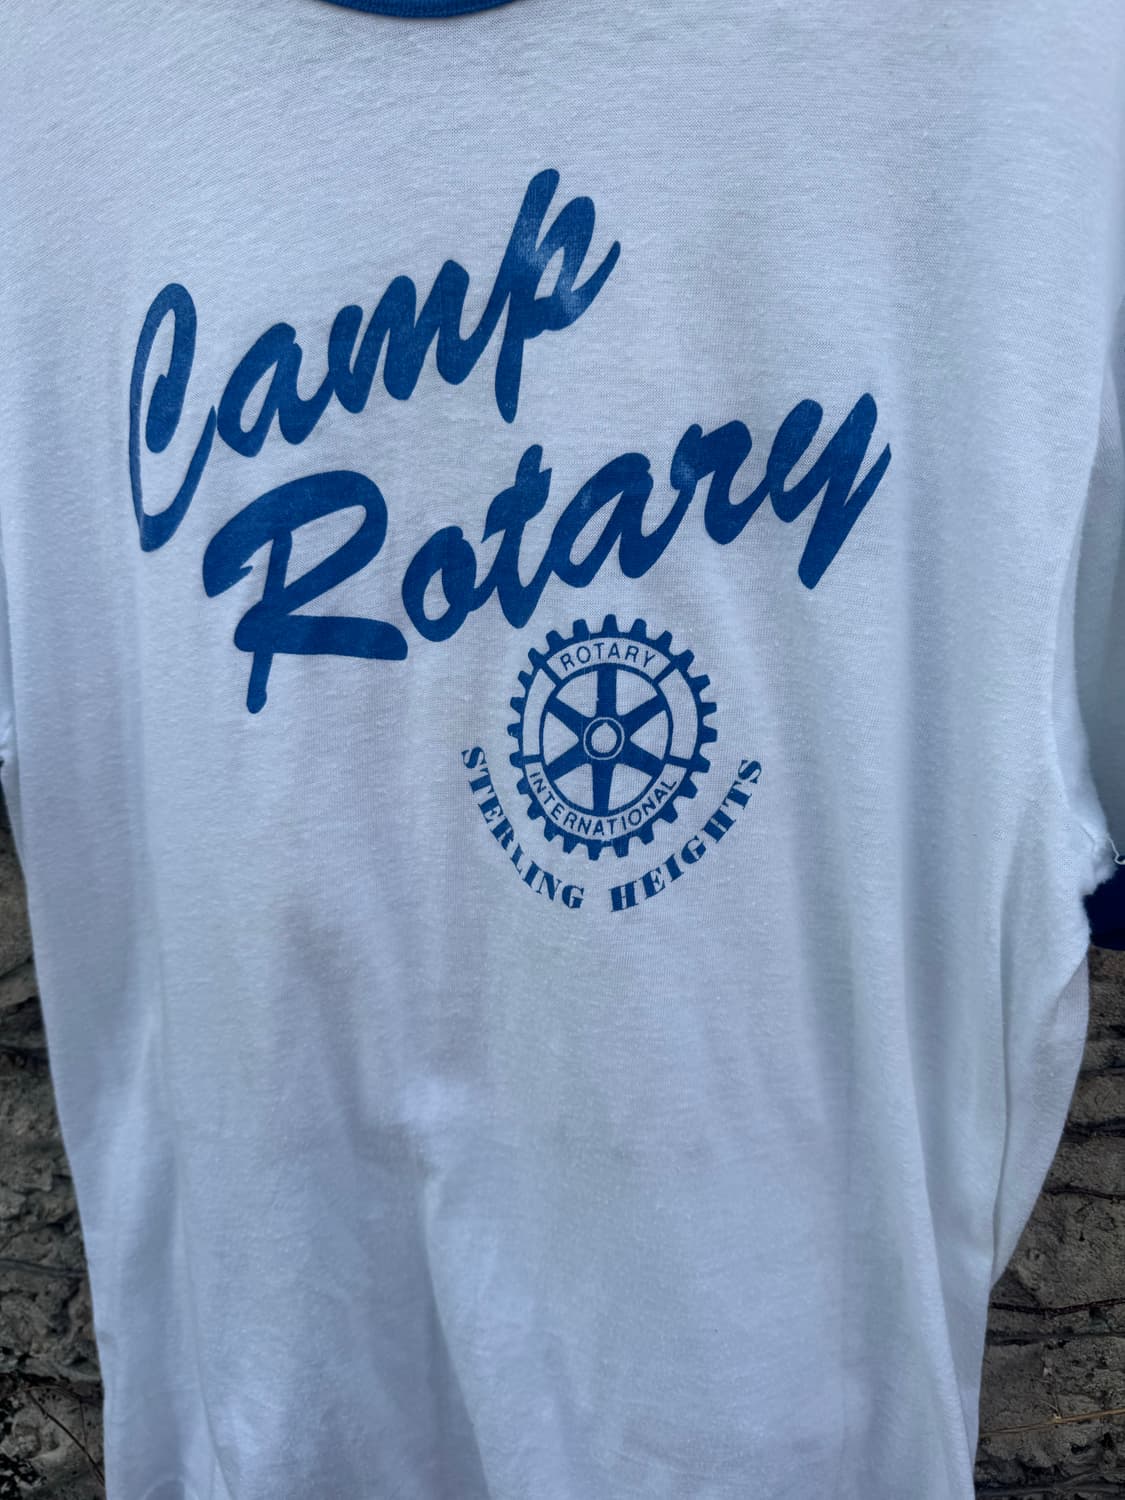 Camp
Rotary
ROTARY
INTERNATIONAL
STERLING HEIGHTS